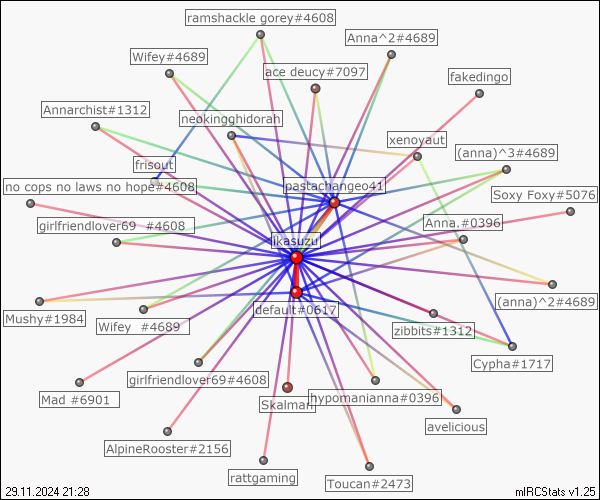 ramshackle gorey#4608
Anna^2#4689
Wifey#4689
ace deucy#7097
fakedingo
Annarchist#1312
neokingghidorah
xenoyaut
(anna)^3#4689
frisout
no cops no laws no hope#4608
pastachangeo41
Soxy Foxy#5076
girlfriendlover69 #4608
Anna.#0396
likasuzu
(anna)^2#4689
Mushy#1984
Wifey #4689
default#0617
zibbits#1312
Cypha#1717
girlfriendlover69#4608
Mad #6901
Skalman
hypomanianna#0396
avelicious
AlpineRooster#2156
rattgaming
Toucan#2473
29.11.2024 21:28
mIRCStats v1.25